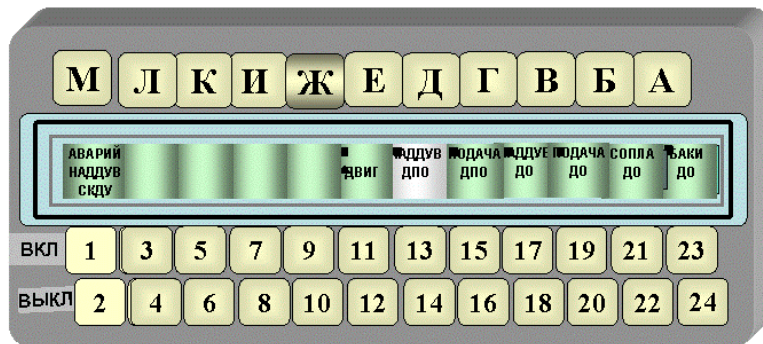 М Л К И Ж Е Д Г В Б А
АВАРИЙ НАДДУВ ПОДАЧА НАДДУВ ПОДАЧА СОПЛА БАКИ
НАДДУВ ДВИГ ДПО ДПО ДО ДО ДО ДО
СКДУ
ВКЛ 1 3 5 7 9 11 13 15 17 19 21 23
ВЫКЛ 2 4 6 8 10 12 14 16 18 20 22 24